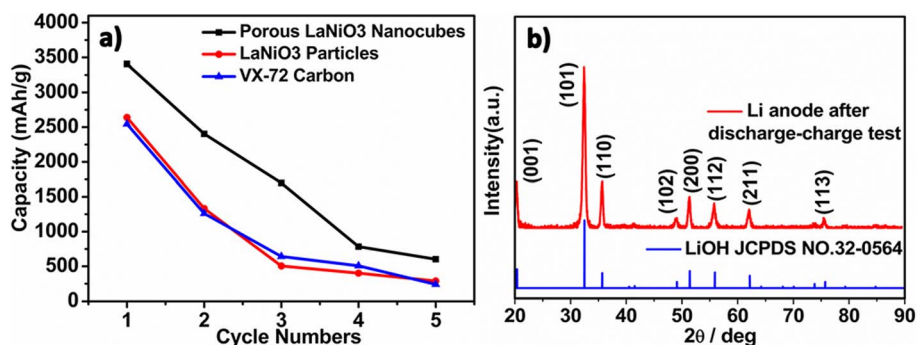 a)
Porous LaNiO3 Nanocubes
LaNiO3 Particles
VX-72 Carbon
Capacity (mAh/g)
4000
3500
3000
2500
2000
1500
1000
500
0
1 2 3 4 5
Cycle Numbers
b)
Intensity(a.u.)
(001)
(101)
(110)
(102)
(200)
(112)
(211)
(113)
Li anode after
discharge-charge test
LiOH JCPDS NO.32-0564
20 30 40 50 60 70 80 90
2θ / deg